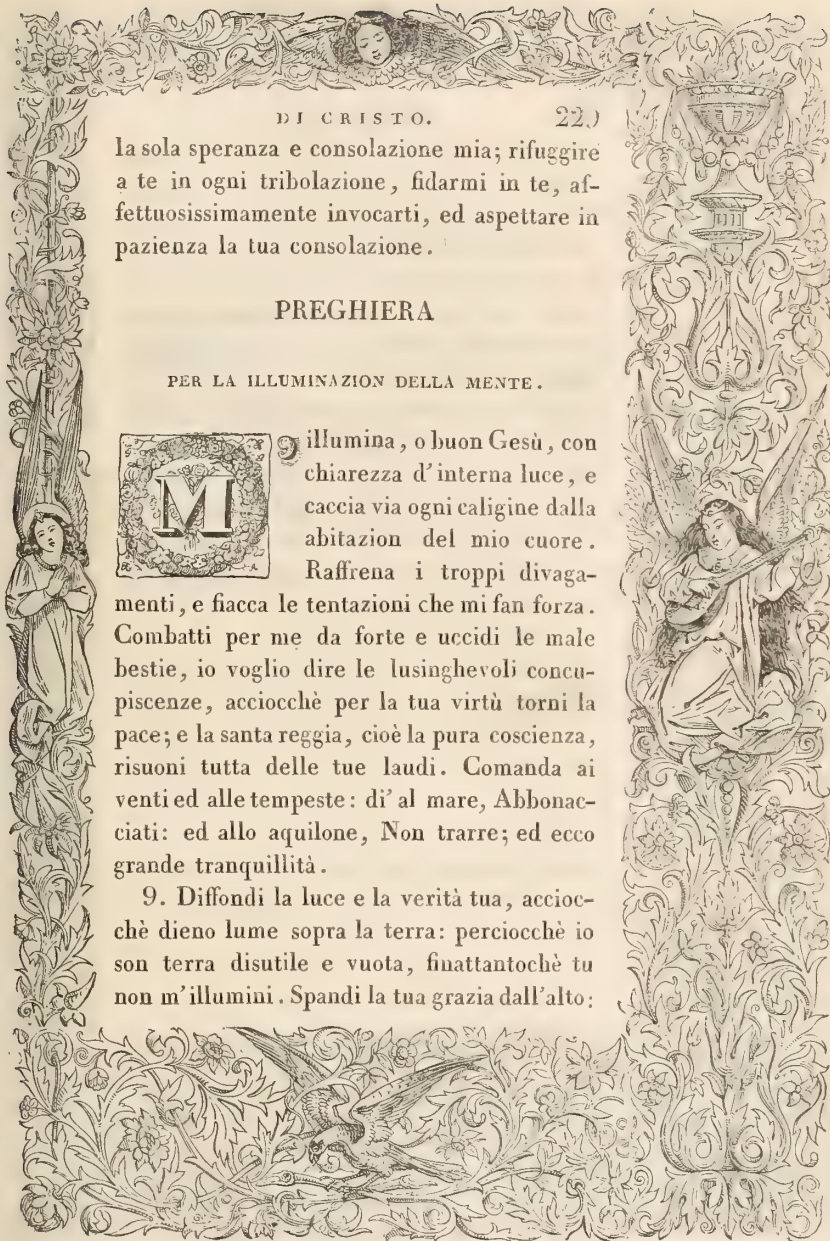 DI CRISTO. 229
la sola speranza e consolazione mia; rifuggire
a te in ogni tribolazione, fidarmi in te, af-
fettuosissimamente invocarti, ed aspettare in
pazienza la tua consolazione.
PREGHIERA
PER LA ILLUMINAZION DELLA MENTE.
M' illumina, o buon Gesù, con
chiarezza d'interna luce, e
caccia via ogni caligine dalla
abitazion del mio cuore.
Raffrena i troppi divaga-
menti, e fiacca le tentazioni che mi fan forza.
Combatti per me da forte e uccidi le male
bestie, io voglio dire le lusinghevoli concu-
piscenze, acciocchè per la tua virtù torni la
pace; e la santa reggia, cioè la pura coscienza,
risuoni tutta delle tue laudi. Comanda ai
venti ed alle tempeste: di' al mare, Abbonac-
ciati: ed allo aquilone, Non trarre; ed ecco
grande tranquillità.
9. Diffondi la luce e la verità tua, accioc-
chè dieno lume sopra la terra: perciocchè io
son terra disutile e vuota, finattantochè tu
non m'illumini. Spandi la tua grazia dall'alto: